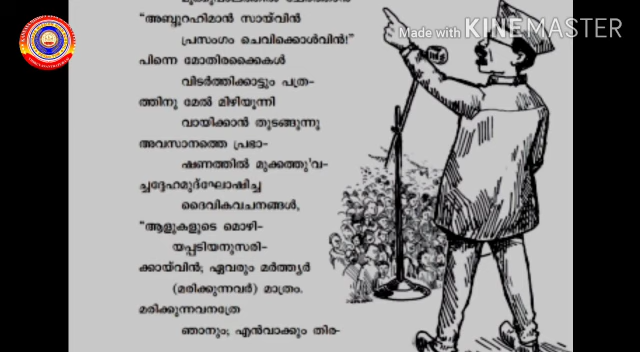 Made with KINEMASTER
"അബ്ദുറഹിമാൻ സായ്‌വിൻ
പ്രസംഗം ചെവിക്കൊൾവിൻ!"
പിന്നെ മോതിരക്കൈകൾ
വിടർത്തിക്കാട്ടും പത്ര-
ത്തിനു മേൽ മിഴിയൂന്നി
വായിക്കാൻ തുടങ്ങുന്നു
അവസാനത്തെ പ്രഭാ-
ഷണത്തിൽ മുക്കത്തു'വ-
ച്ചദ്ദേഹമുദ്ഘോഷിച്ച
ദൈവികവചനങ്ങൾ,
"ആളുകളുടെ മൊഴി-
യപ്പടിയനുസരി-
ക്കായ്‌വിൻ; ഏവരും മർത്ത്യർ
(മരിക്കുന്നവർ) മാത്രം.
മരിക്കുന്നവനത്രേ
ഞാനും; എൻവാക്കും തിര-